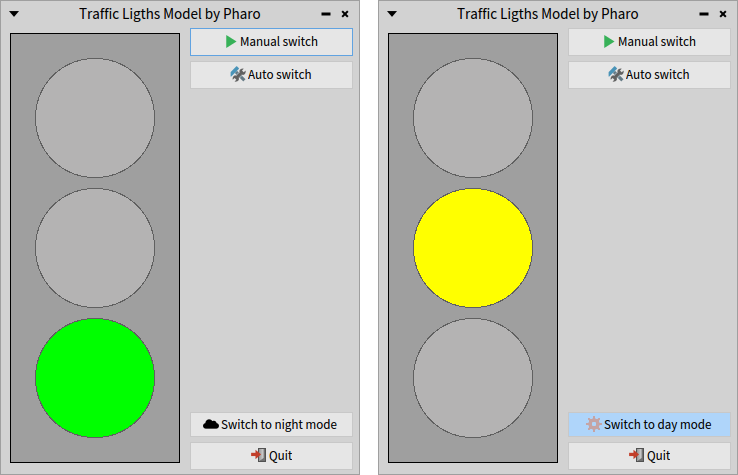 Traffic Ligths Model by Pharo
Manual switch
Auto switch
Switch to night mode
Quit
Traffic Ligths Model by Pharo
Manual switch
Auto switch
Switch to day mode
Quit